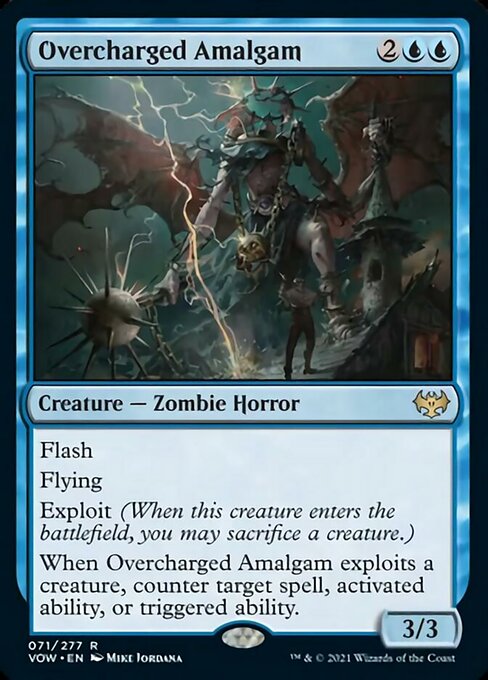 Overcharged Amalgam 2
Creature — Zombie Horror
Flash
Flying
Exploit (When this creature enters the
battlefield, you may sacrifice a creature.)
When Overcharged Amalgam exploits a
creature, counter target spell, activated
ability, or triggered ability.
3/3
071/277 R
VOW • EN Mike Jordana
™ & © 2021 Wizards of the Coast